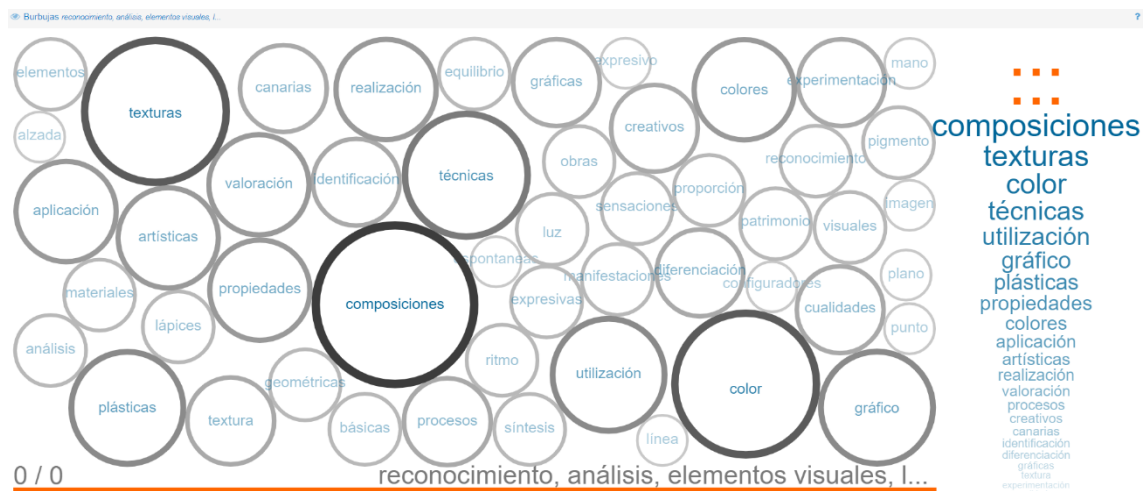 Burbujas reconocimiento, análisis, elementos visuales, l...
?
elementos
texturas
canarias
realización
equilibrio
gráficas
expresivo
colores
experimentación
mano
alzada
creativos
pigmento
valoración
identificación
técnicas
obras
reconocimiento
proporción
aplicación
artísticas
luz
sensaciones
patrimonio
visuales
imagen
materiales
propiedades
composiciones
espontaneas
expresivas
manifestaciones
diferenciación
configuradores
cualidades
plano
lápices
análisis
ritmo
punto
plásticas
textura
geométricas
básicas
procesos
síntesis
utilización
línea
color
gráfico
0 / 0
reconocimiento, análisis, elementos visuales, l...
composiciones
texturas
color
técnicas
utilización
gráfico
plásticas
propiedades
colores
aplicación
artísticas
realización
valoración
procesos
creativos
canarias
identificación
diferenciación
gráficas
textura
experimentación